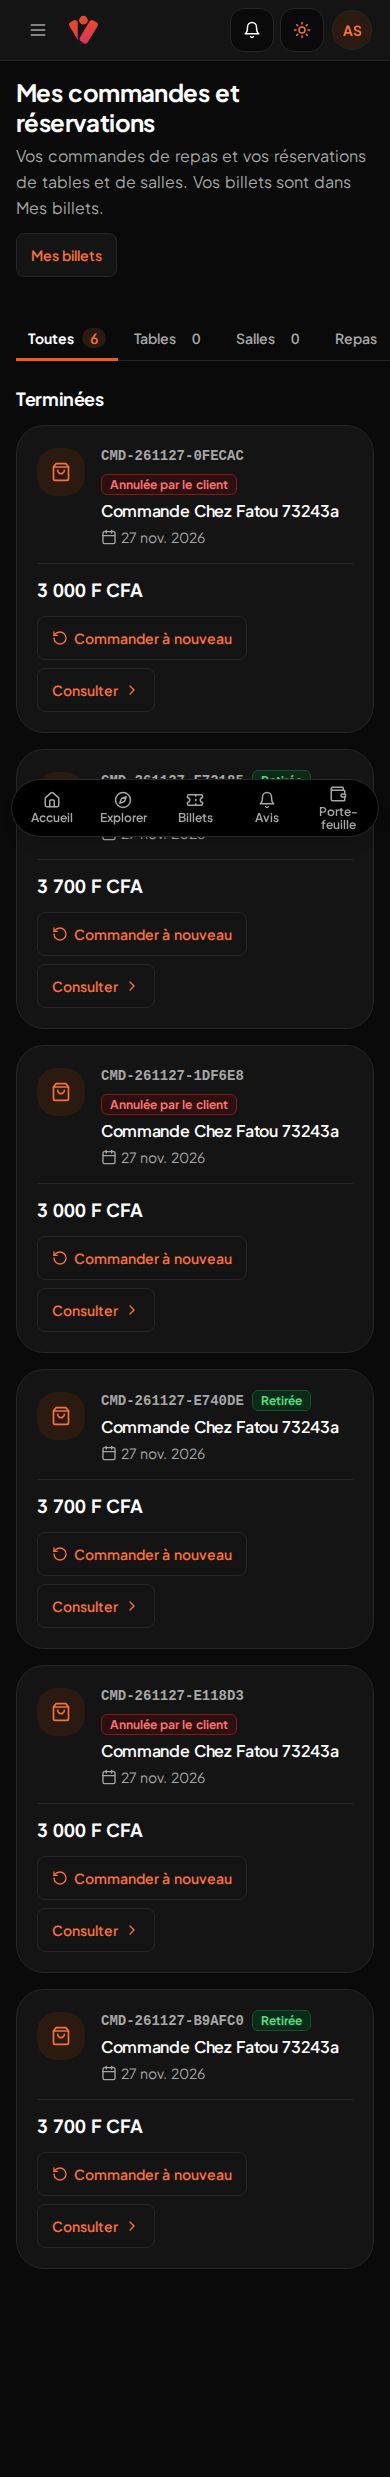 AS
Mes commandes et
réservations
Vos commandes de repas et vos réservations
de tables et de salles. Vos billets sont dans
Mes billets.
Mes billets
Toutes 6 Tables 0 Salles 0 Repas
Terminées
CMD-261127-0FECAC
Annulée par le client
Commande Chez Fatou 73243a
27 nov. 2026
3 000 F CFA
Commander à nouveau
Consulter
Accueil Explorer Billets Avis Porte-
feuille
3 700 F CFA
Commander à nouveau
Consulter
CMD-261127-1DF6E8
Annulée par le client
Commande Chez Fatou 73243a
27 nov. 2026
3 000 F CFA
Commander à nouveau
Consulter
CMD-261127-E740DE Retirée
Commande Chez Fatou 73243a
27 nov. 2026
3 700 F CFA
Commander à nouveau
Consulter
CMD-261127-E118D3
Annulée par le client
Commande Chez Fatou 73243a
27 nov. 2026
3 000 F CFA
Commander à nouveau
Consulter
CMD-261127-B9AFC0 Retirée
Commande Chez Fatou 73243a
27 nov. 2026
3 700 F CFA
Commander à nouveau
Consulter